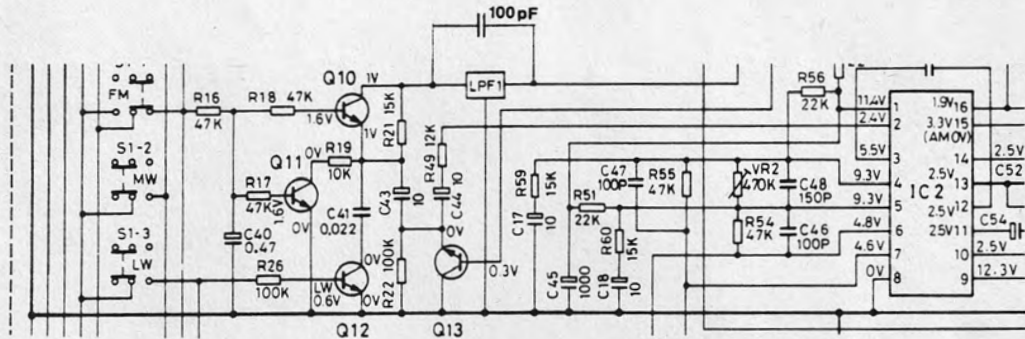 100pF
Q10
1V
LPF1
FM
R16
47K
R18 47K
1.6V
1V
R21 15K
R49 12K
R56
22K
11.4V
2.4V
5.5V
9.3V
9.3V
4.8V
4.6V
0V
1
2
3
4
5
6
7
8
IC 2
1.9V
3.3V
(AM 0V)
2.5V
2.5V
2.5V
16
15
14
13
12
11
10
9
2.5V
C52
C54
2.5V
12.3V
S1-2
MW
Q11
0V
R19
10K
R17
47K
1.6V
0V
C41
0,022
C43
10
C44 10
0V
R59
15K
C17
10
C47
100P
R55
47K
VR2
470K
C48
150P
R51
22K
R54
47K
C46
100P
R60
15K
S1-3
LW
C40
0.47
R26
100K
0V
LW
0.6V
0V
R22 100K
0.3V
C45
1000
C18
10
Q12
Q13